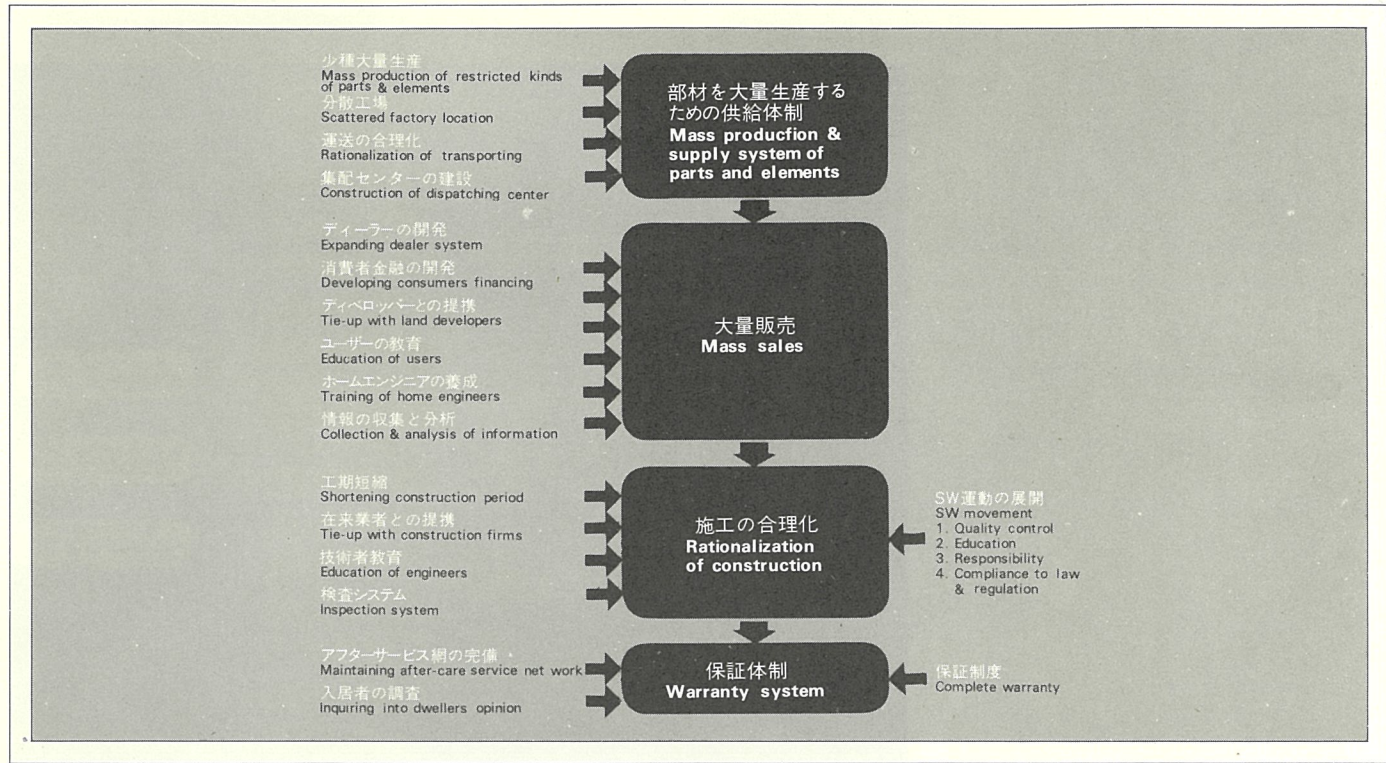 少種大量生産
Mass production of restricted kinds
of parts & elements
分散工場
Scattered factory location
運送の合理化
Rationalization of transporting
集配センターの建設
Construction of dispatching center
部材を大量生産する
ための供給体制
Mass producfion &
supply system of
parts and elements
ディーラーの開発
Expanding dealer system
消費者金融の開発
Developing consumers financing
ディベロッパーとの提携
Tie-up with land developers
ユーザーの教育
Education of users
ホームエンジニアの養成
Training of home engineers
情報の収集と分析
Collection & analysis of information
大量販売
Mass sales
工期短縮
Shortening construction period
在来業者との提携
Tie-up with construction firms
技術者教育
Education of engineers
検査システム
Inspection system
施工の合理化
Rationalization
of construction
SW運動の展開
SW movement
1. Quality control
2. Education
3. Responsibility
4. Compliance to law
& regulation
アフターサービス網の完備
Maintaining after-care service net work
入居者の調査
Inquiring into dwellers opinion
保証体制
Warranty system
保証制度
Complete warranty